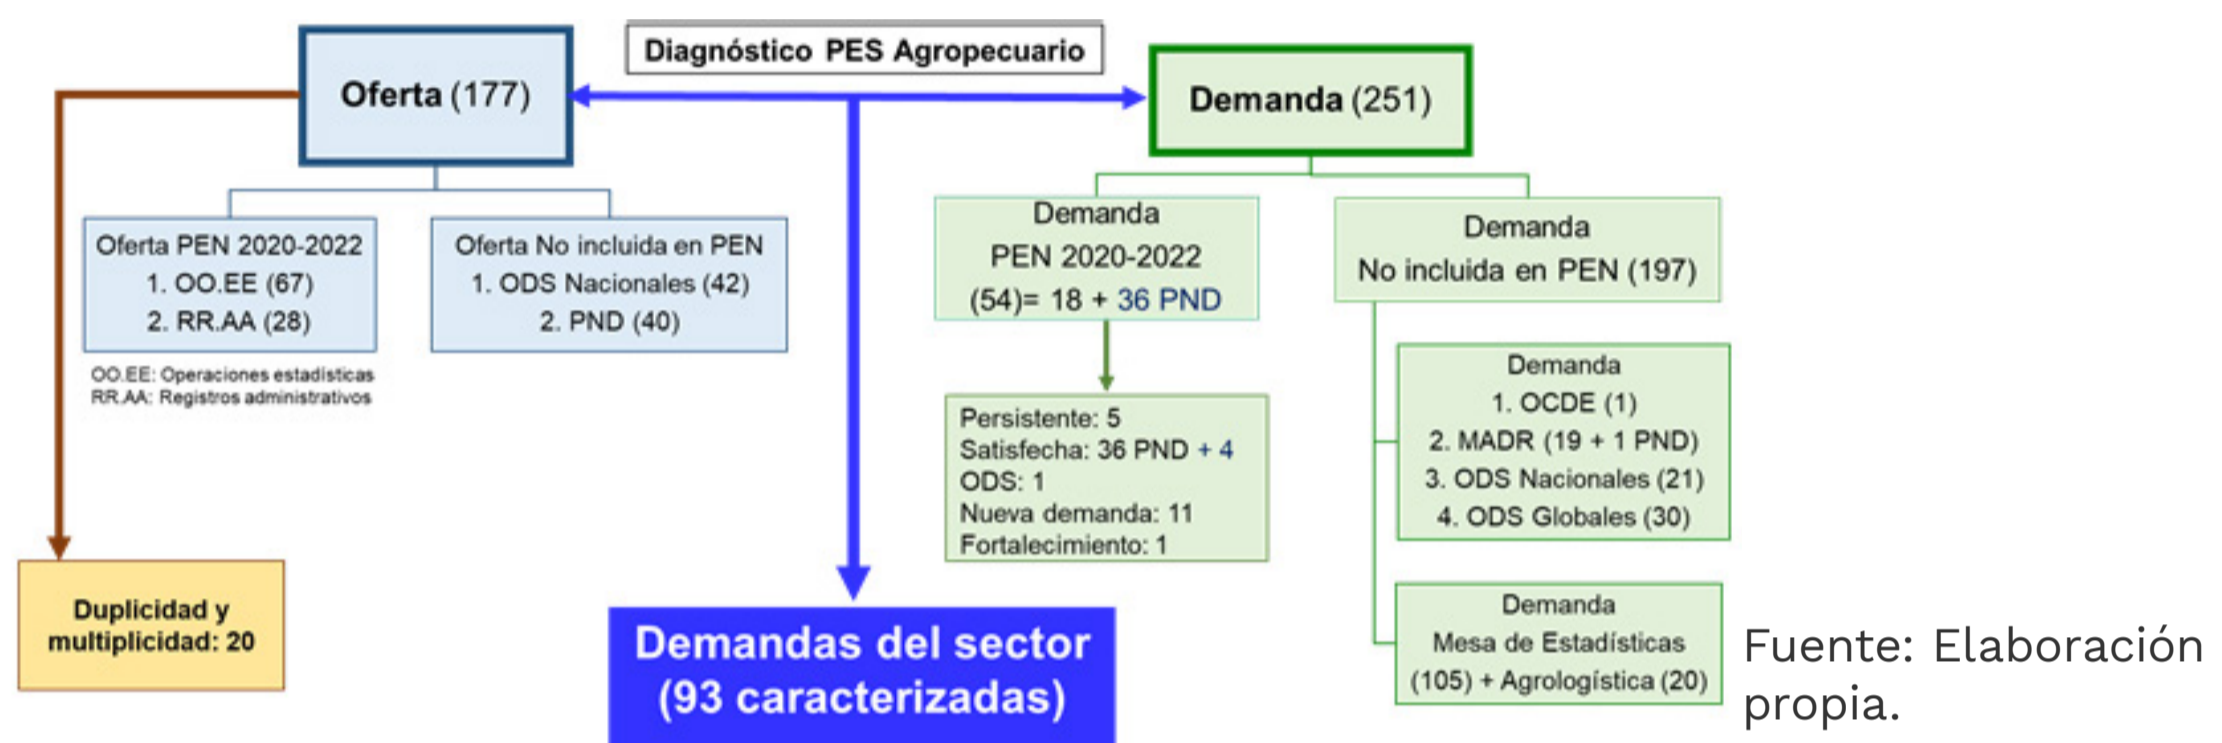 Diagnóstico PES Agropecuario
Oferta (177)
Demanda (251)
Oferta PEN 2020-2022
1. OO.EE (67)
2. RR.AA (28)
OO.EE: Operaciones estadísticas
RR.AA: Registros administrativos
Oferta No incluida en PEN
1. ODS Nacionales (42)
2. PND (40)
Demanda
PEN 2020-2022
(54)= 18 + 36 PND
Demanda
No incluida en PEN (197)
Persistente: 5
Satisfecha: 36 PND + 4
ODS: 1
Nueva demanda: 11
Fortalecimiento: 1
Demanda
1. OCDE (1)
2. MADR (19 + 1 PND)
3. ODS Nacionales (21)
4. ODS Globales (30)
Duplicidad y
multiplicidad: 20
Demandas del sector
(93 caracterizadas)
Demanda
Mesa de Estadísticas
(105) + Agrologística (20)
Fuente: Elaboración
propia.